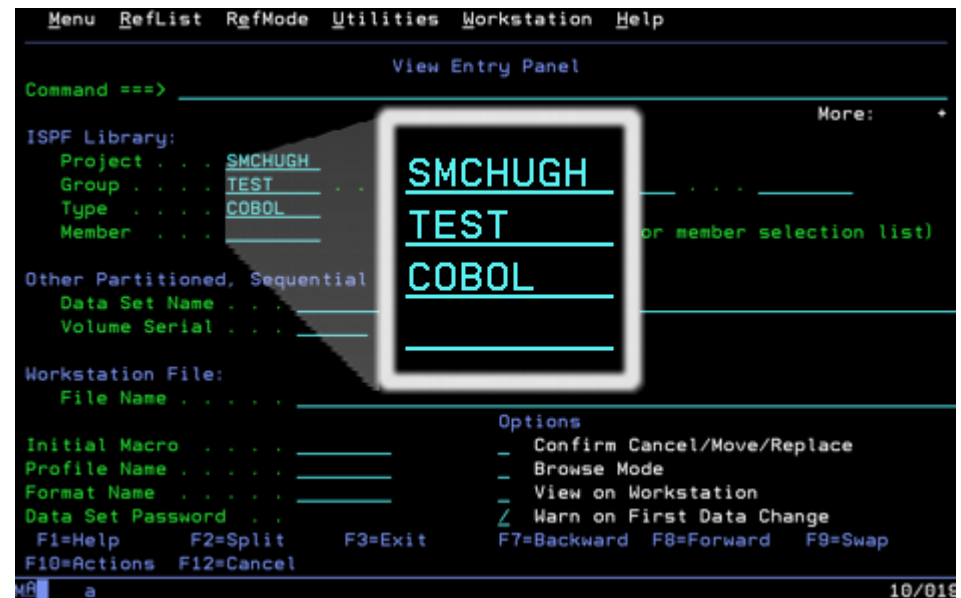 Menu RefList RefMode Utilities Workstation Help
View Entry Panel
Command ===>
More: +
ISPF Library:
Project . . . SMCHUGH
Group . . . . TEST . . .
Type . . . . COBOL
Member . . . or member selection list)
SMCHUGH
TEST
COBOL
Other Partitioned, Sequential
Data Set Name . . .
Volume Serial . . .
Workstation File:
File Name . . . . .
Options
Initial Macro . . . . Confirm Cancel/Move/Replace
Profile Name . . . . Browse Mode
Format Name . . . . . View on Workstation
Data Set Password . . / Warn on First Data Change
F1=Help F2=Split F3=Exit F7=Backward F8=Forward F9=Swap
F10=Actions F12=Cancel
MA a 10/019